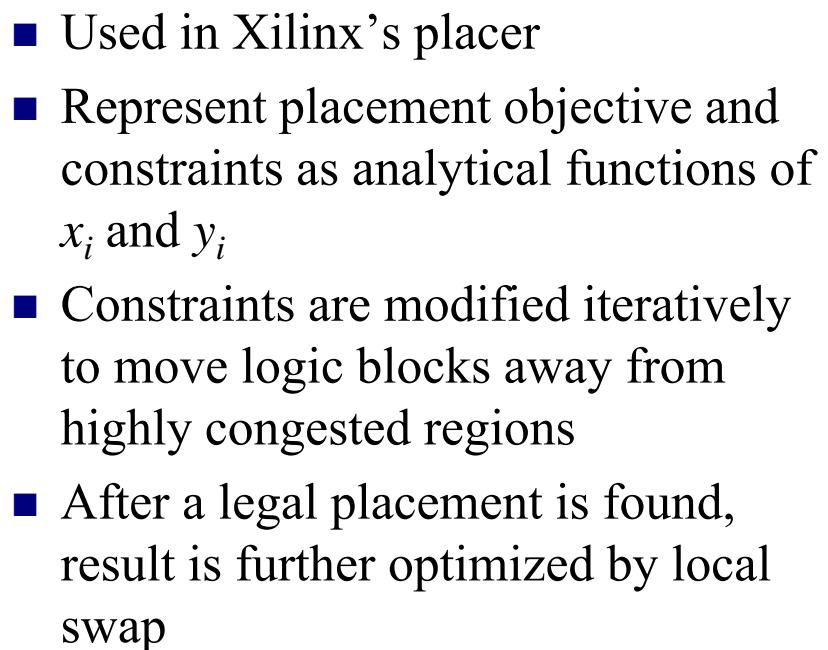 ■ Used in Xilinx’s placer
■ Represent placement objective and
constraints as analytical functions of
xi and yi
■ Constraints are modified iteratively
to move logic blocks away from
highly congested regions
■ After a legal placement is found,
result is further optimized by local
swap